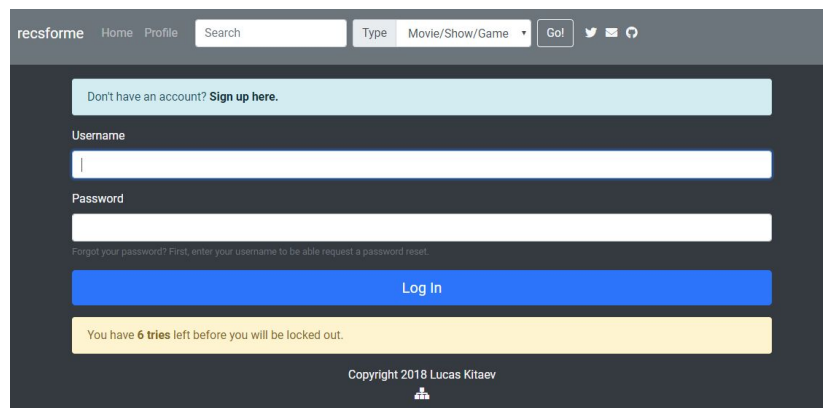 recsforme Home Profile Search Type Movie/Show/Game Go!
Don't have an account? Sign up here.
Username
Password
Forgot your password? First, enter your username to be able request a password reset.
Log In
You have 6 tries left before you will be locked out.
Copyright 2018 Lucas Kitaev